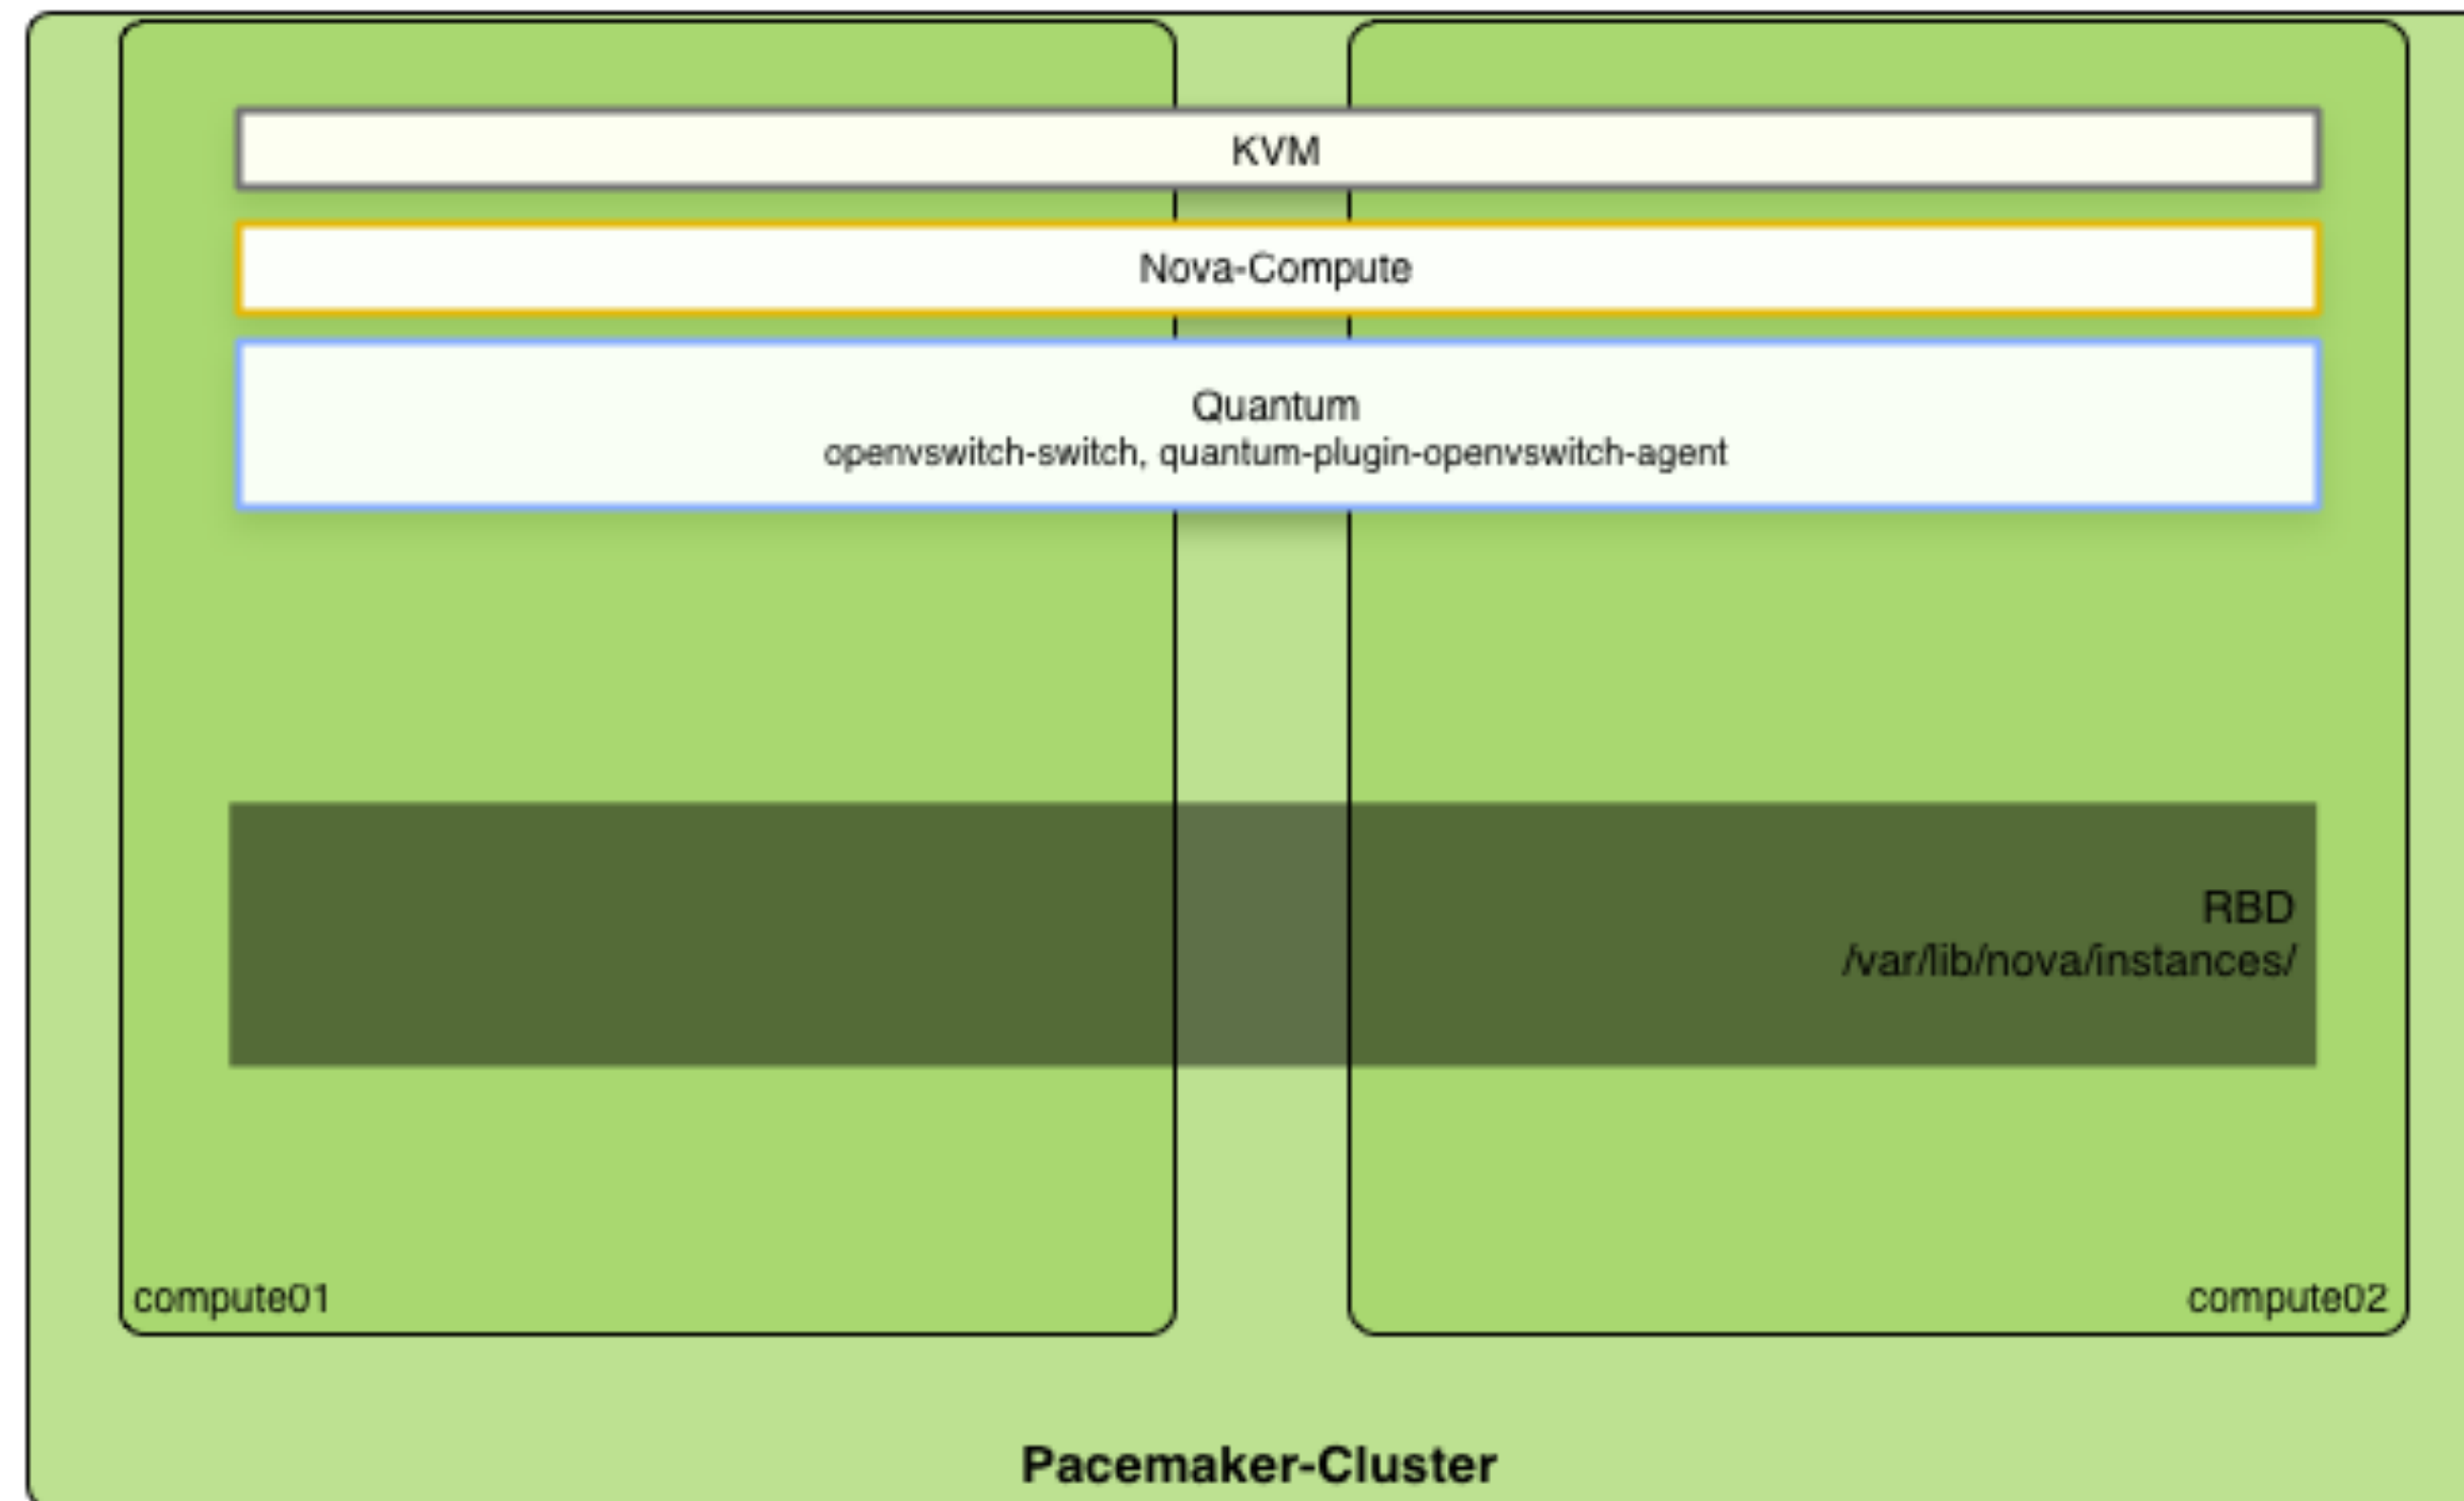 KVM
Nova-Compute
Quantum
openvswitch-switch, quantum-plugin-openvswitch-agent
RBD
/var/lib/nova/instances/
compute01
compute02
Pacemaker-Cluster